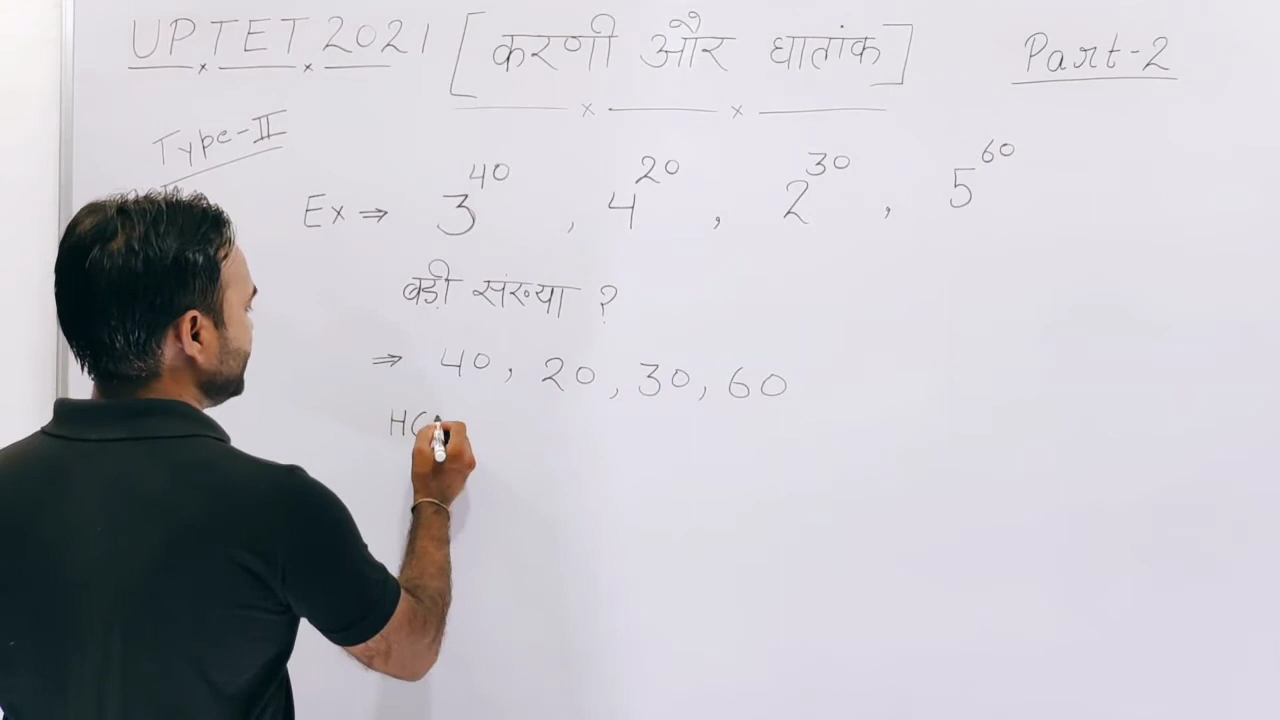 UPTET 2021 [करणी और घातांक] Part-2
Type-II
Ex ⇒ 3^40 , 4^20 , 2^30 , 5^60
बड़ी संख्या ?
⇒ 40, 20, 30, 60
HC